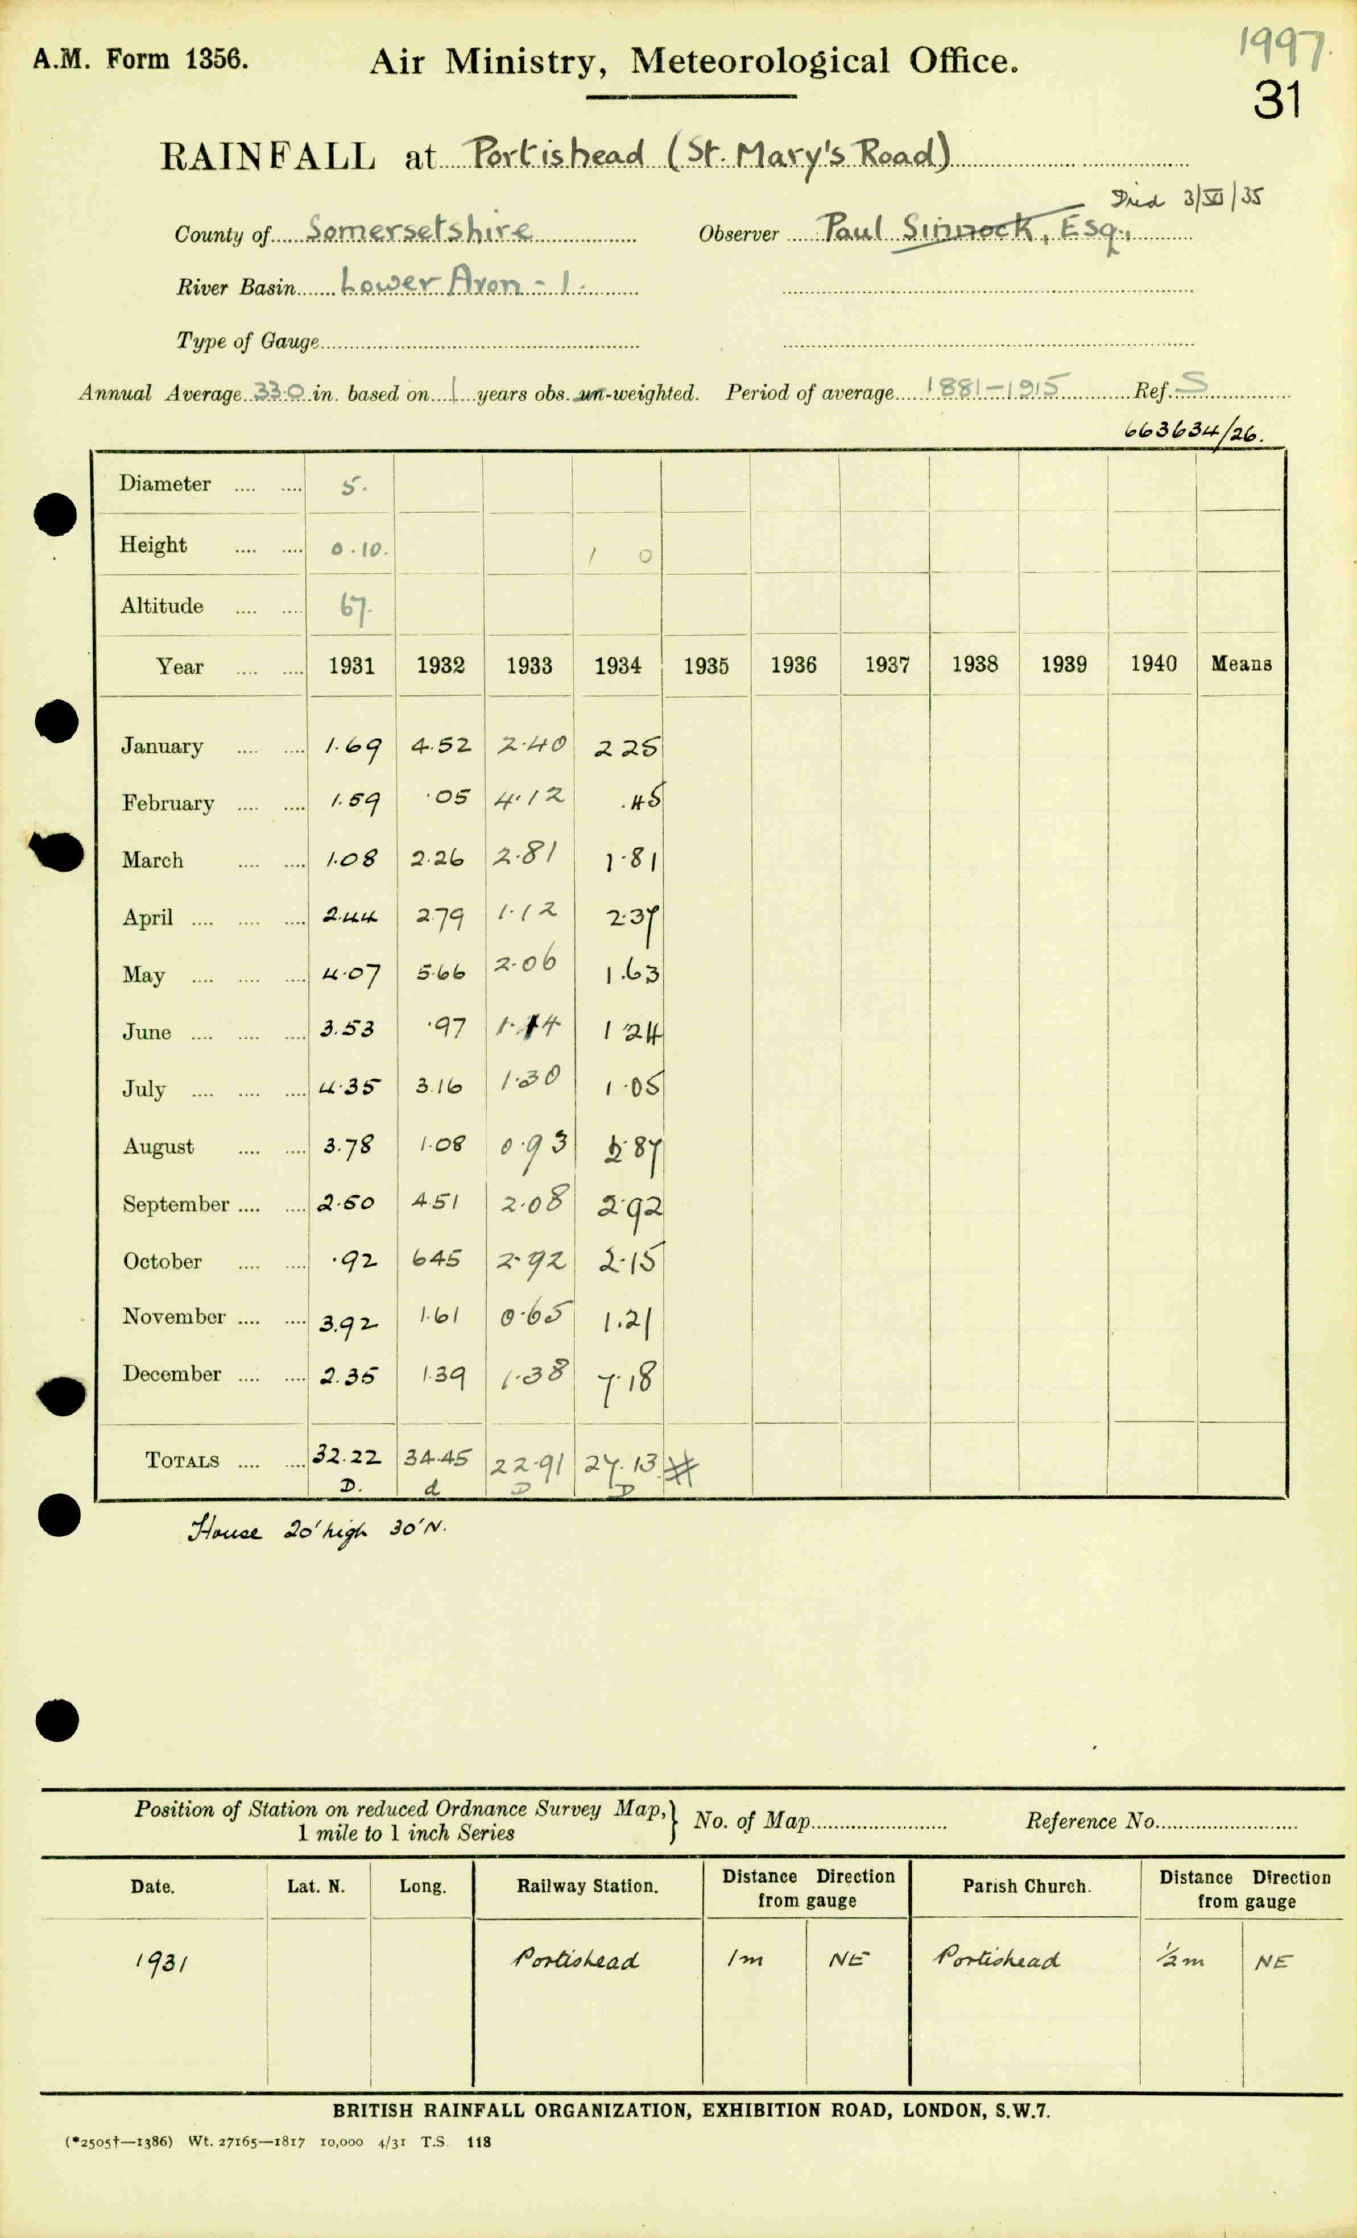 A.M. Form 1356.
Air Ministry, Meteorological Office.
1997.
31
RAINFALL at Portishead (St. Mary's Road)
Died
County of Somersetshire Observer Paul Sinnock, Esq.,
River Basin Lower Avon - 1.
Type of Gauge
Annual Average 33.0 in. based on 1 years obs. un-weighted. Period of average 1881-1915 Ref. S
663634/26.
Diameter 5.
Height 0.10. 1 0
Altitude 67.
Year 1931 1932 1933 1934 1935 1936 1937 1938 1939 1940 Means
January 1.69 4.52 2.40 2 25
February 1.59 .05 4.12 .45
March 1.08 2.26 2.81 1.81
April 2.44 2.79 1.12 2.37
May 4.07 5.66 2.06 1.63
June 3.53 .97 1.14 1 24
July 4.35 3.16 1.30 1.05
August 3.78 1.08 0.93 2.87
September 2.50 4.51 2.08 2.92
October .92 6.45 2.92 2.15
November 3.92 1.61 0.65 1.21
December 2.35 1.39 1.38 7.18
TOTALS 32.22 34.45 22.91 27.13 #
D. d D D
House 20' high 30' N.
Position of Station on reduced Ordnance Survey Map, } No. of Map Reference No.
1 mile to 1 inch Series
Date. Lat. N. Long. Railway Station. Distance Direction from gauge Parish Church. Distance Direction from gauge
1931 Portishead 1m NE Portishead ½m NE
BRITISH RAINFALL ORGANIZATION, EXHIBITION ROAD, LONDON, S.W.7.
(*2505†—1386) Wt. 27165—1817 10,000 4/31 T.S. 118